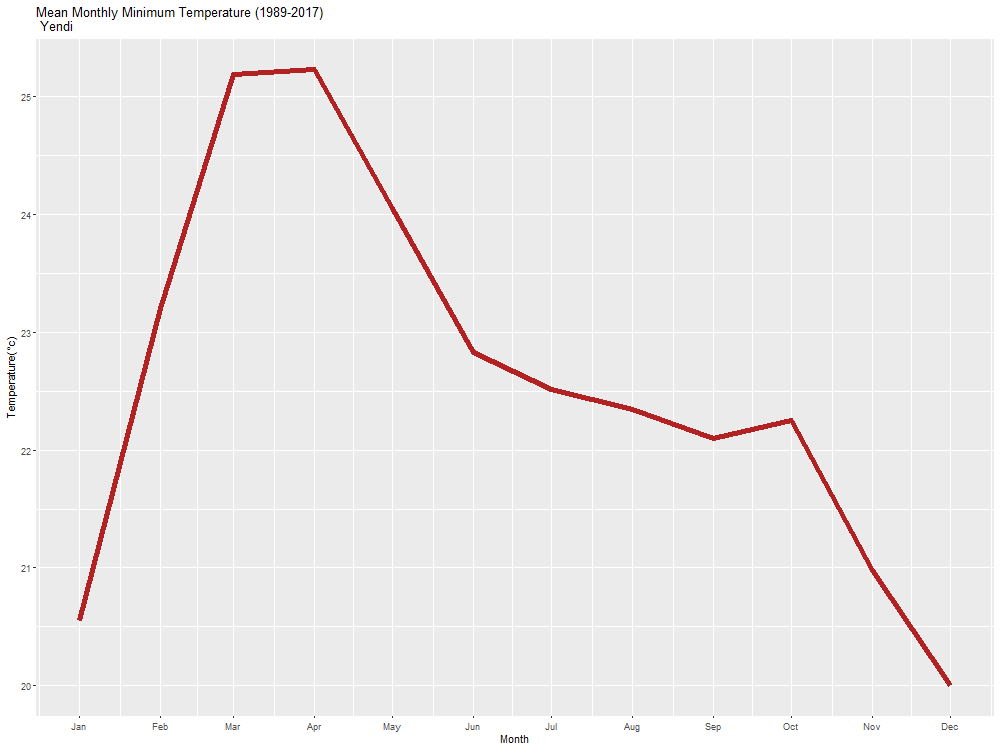 Mean Monthly Minimum Temperature (1989-2017)
Yendi
25
24
23
22
21
20
Temperature(°c)
Jan Feb Mar Apr May Jun Jul Aug Sep Oct Nov Dec
Month